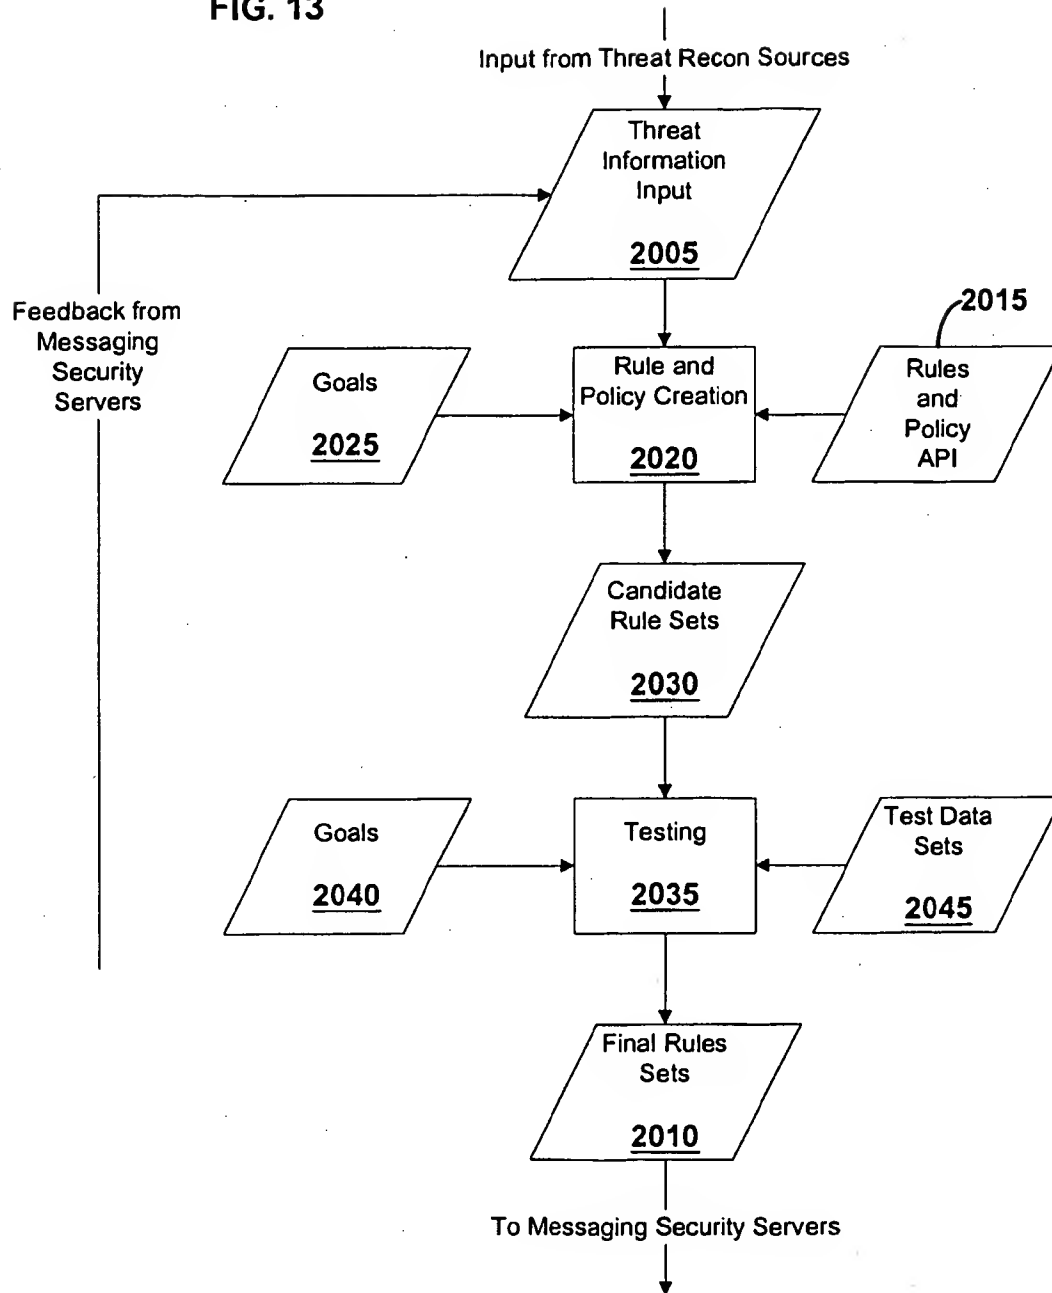 FIG. 13
Input from Threat Recon Sources
Threat
Information
Input
2005
Feedback from
Messaging
Security
Servers
Goals
2025
Rule and
Policy Creation
2020
2015
Rules
and
Policy
API
Candidate
Rule Sets
2030
Goals
2040
Testing
2035
Test Data
Sets
2045
Final Rules
Sets
2010
To Messaging Security Servers